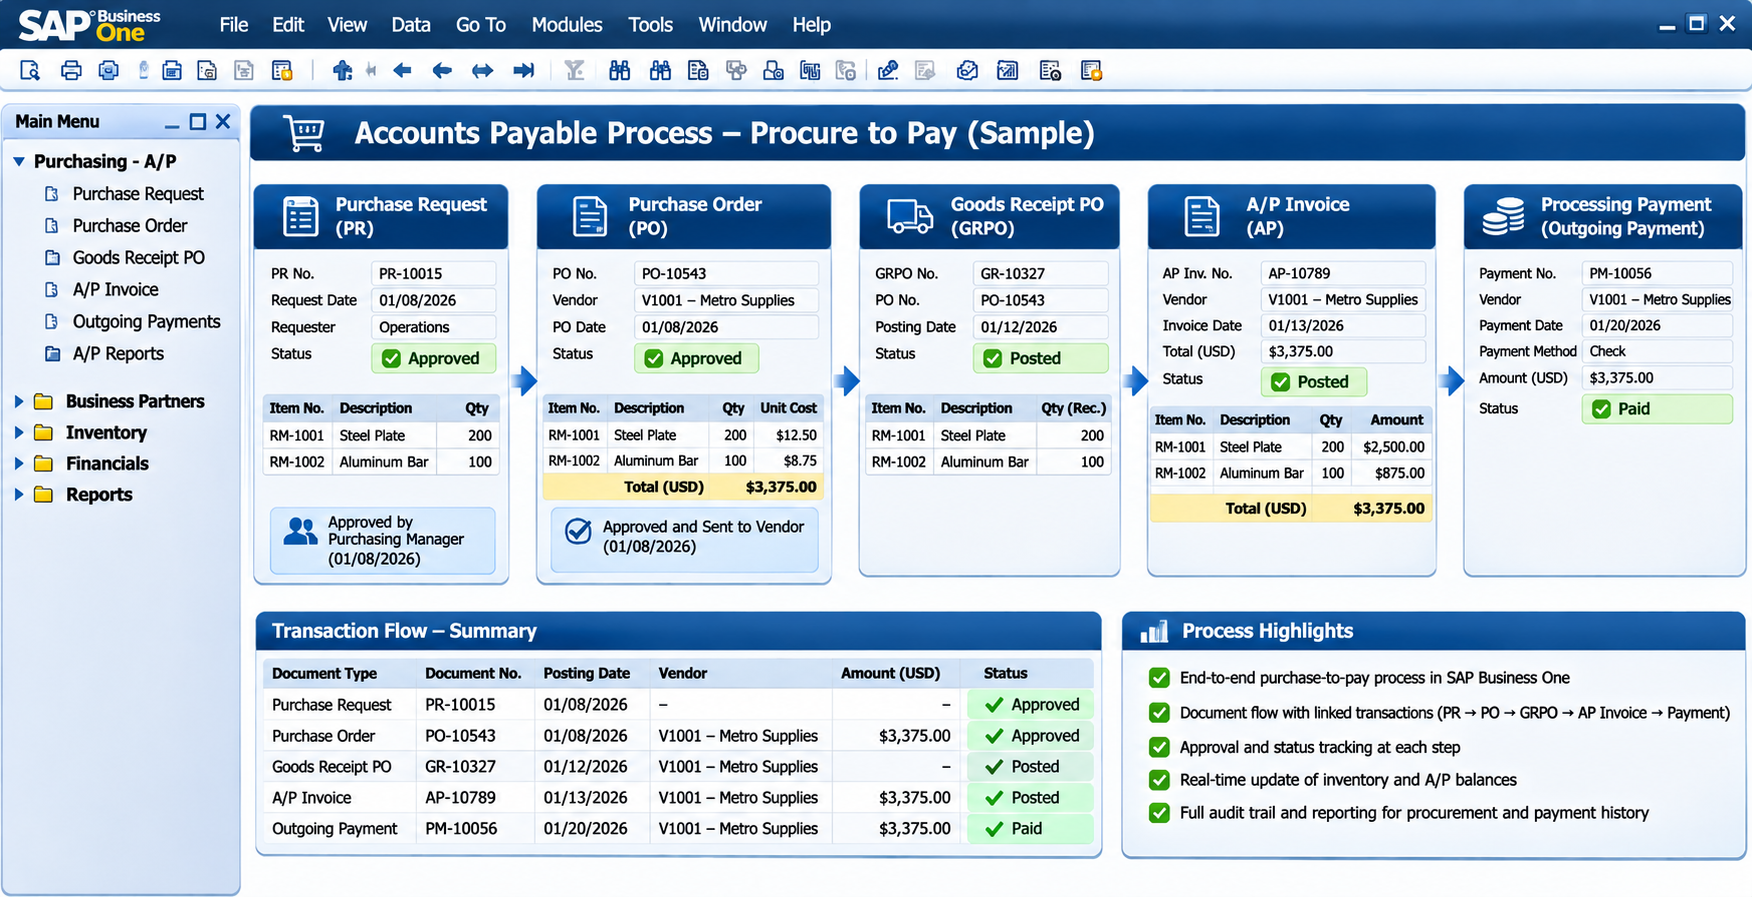 SAP Business One
File Edit View Data Go To Modules Tools Window Help
Main Menu
Purchasing - A/P
Purchase Request
Purchase Order
Goods Receipt PO
A/P Invoice
Outgoing Payments
A/P Reports
Business Partners
Inventory
Financials
Reports
Accounts Payable Process – Procure to Pay (Sample)
Purchase Request
(PR)
PR No. PR-10015
Request Date 01/08/2026
Requester Operations
Status Approved
Item No. Description Qty
RM-1001 Steel Plate 200
RM-1002 Aluminum Bar 100
Approved by
Purchasing Manager
(01/08/2026)
Purchase Order
(PO)
PO No. PO-10543
Vendor V1001 – Metro Supplies
PO Date 01/08/2026
Status Approved
Item No. Description Qty Unit Cost
RM-1001 Steel Plate 200 $12.50
RM-1002 Aluminum Bar 100 $8.75
Total (USD) $3,375.00
Approved and Sent to Vendor
(01/08/2026)
Goods Receipt PO
(GRPO)
GRPO No. GR-10327
PO No. PO-10543
Posting Date 01/12/2026
Status Posted
Item No. Description Qty (Rec.)
RM-1001 Steel Plate 200
RM-1002 Aluminum Bar 100
A/P Invoice
(AP)
AP Inv. No. AP-10789
Vendor V1001 – Metro Supplies
Invoice Date 01/13/2026
Total (USD) $3,375.00
Status Posted
Item No. Description Qty Amount
RM-1001 Steel Plate 200 $2,500.00
RM-1002 Aluminum Bar 100 $875.00
Total (USD) $3,375.00
Processing Payment
(Outgoing Payment)
Payment No. PM-10056
Vendor V1001 – Metro Supplies
Payment Date 01/20/2026
Payment Method Check
Amount (USD) $3,375.00
Status Paid
Transaction Flow – Summary
Document Type Document No. Posting Date Vendor Amount (USD) Status
Purchase Request PR-10015 01/08/2026 – – Approved
Purchase Order PO-10543 01/08/2026 V1001 – Metro Supplies $3,375.00 Approved
Goods Receipt PO GR-10327 01/12/2026 V1001 – Metro Supplies – Posted
A/P Invoice AP-10789 01/13/2026 V1001 – Metro Supplies $3,375.00 Posted
Outgoing Payment PM-10056 01/20/2026 V1001 – Metro Supplies $3,375.00 Paid
Process Highlights
End-to-end purchase-to-pay process in SAP Business One
Document flow with linked transactions (PR → PO → GRPO → AP Invoice → Payment)
Approval and status tracking at each step
Real-time update of inventory and A/P balances
Full audit trail and reporting for procurement and payment history